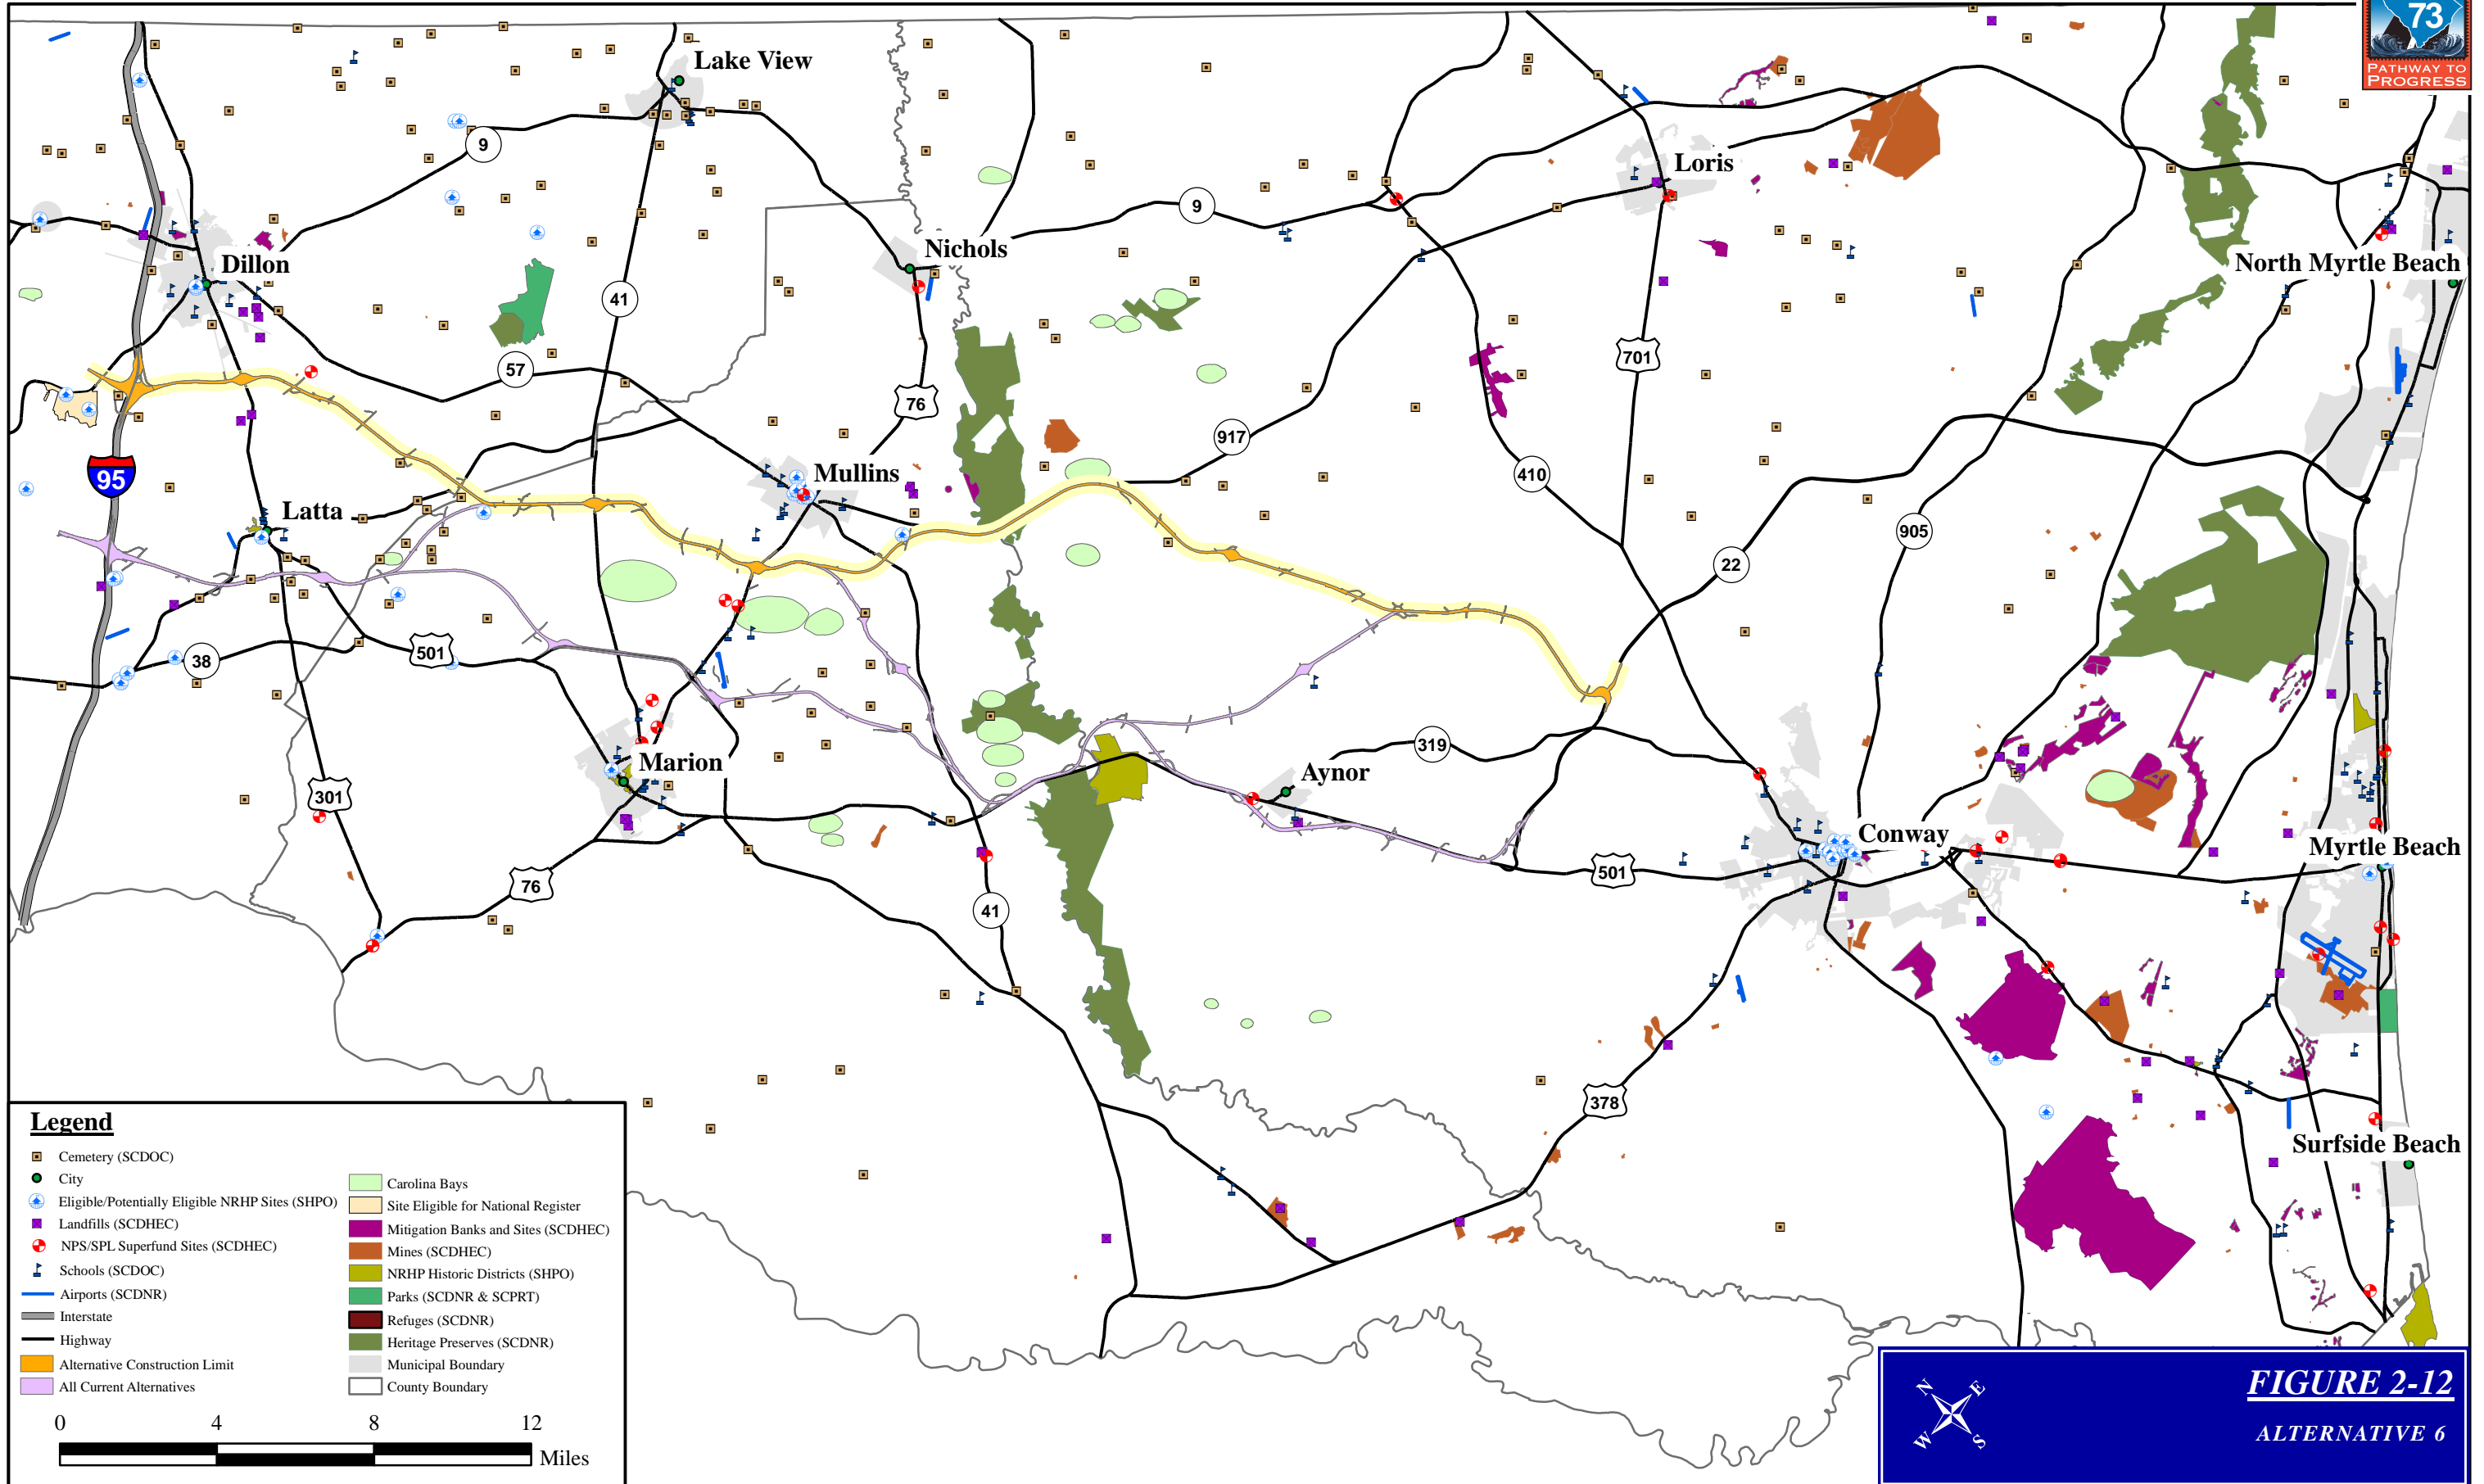 73
PATHWAY TO
PROGRESS
Lake View
9
Loris
9
Nichols
Dillon
North Myrtle Beach
41
701
57
76
917
95
Mullins
410
Latta
905
22
501
38
319
Marion
Aynor
301
Conway
Myrtle Beach
501
76
41
378
Surfside Beach
Legend
Cemetery (SCDOC)
City
Eligible/Potentially Eligible NRHP Sites (SHPO)
Landfills (SCDHEC)
NPS/SPL Superfund Sites (SCDHEC)
Schools (SCDOC)
Airports (SCDNR)
Interstate
Highway
Alternative Construction Limit
All Current Alternatives
Carolina Bays
Site Eligible for National Register
Mitigation Banks and Sites (SCDHEC)
Mines (SCDHEC)
NRHP Historic Districts (SHPO)
Parks (SCDNR & SCPRT)
Refuges (SCDNR)
Heritage Preserves (SCDNR)
Municipal Boundary
County Boundary
0 4 8 12
Miles
N E
W S
FIGURE 2-12
ALTERNATIVE 6